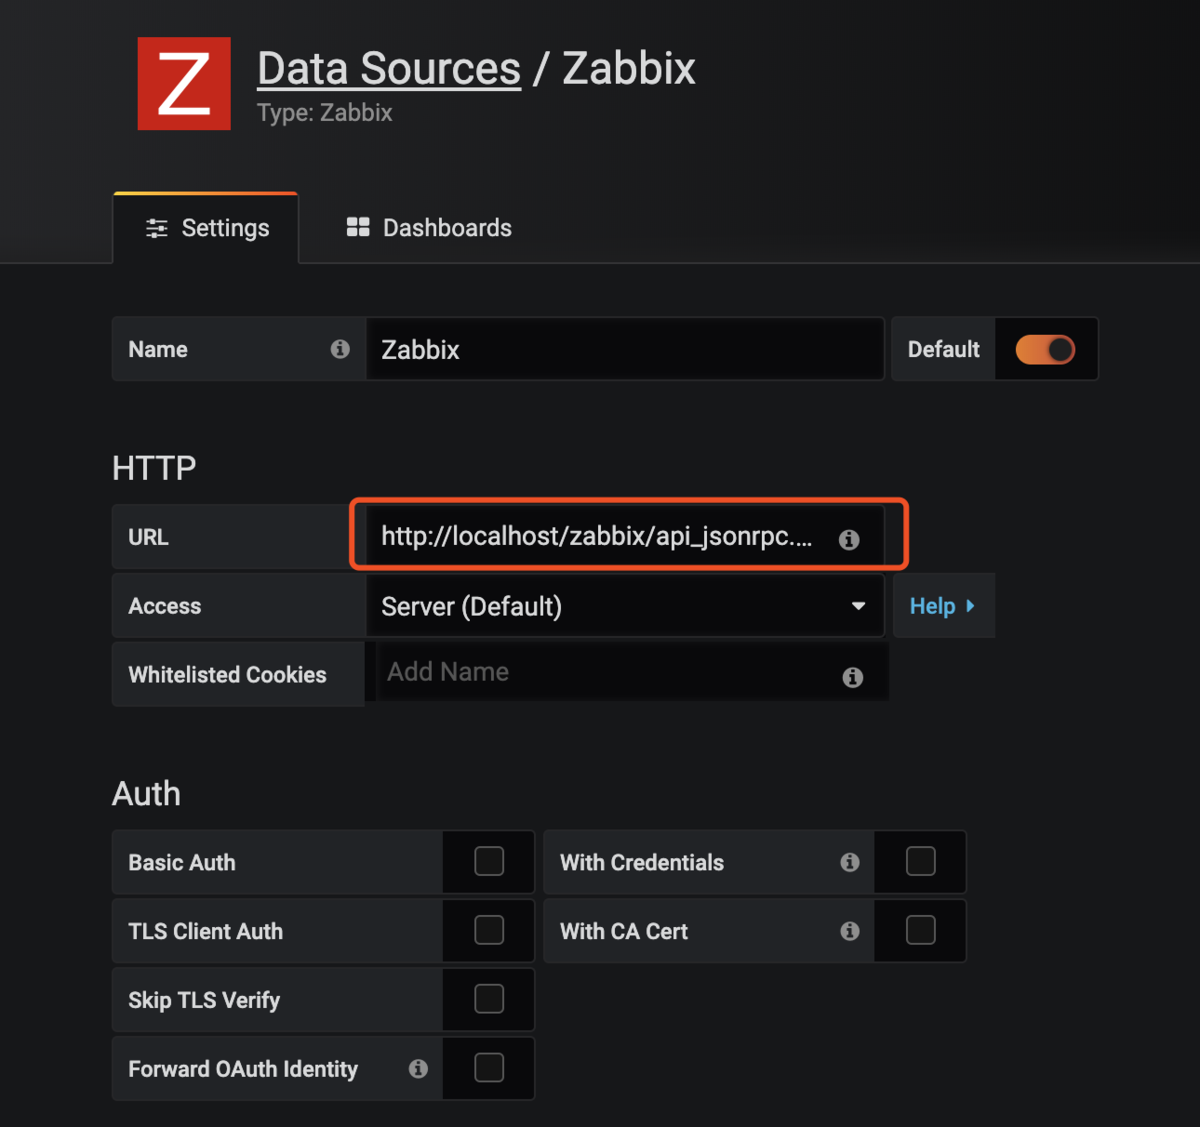 Z
Data Sources / Zabbix
Type: Zabbix
Settings
Dashboards
Name
Zabbix
Default
HTTP
URL
http://localhost/zabbix/api_jsonrpc....
Access
Server (Default)
Help
Whitelisted Cookies
Add Name
Auth
Basic Auth
With Credentials
TLS Client Auth
With CA Cert
Skip TLS Verify
Forward OAuth Identity